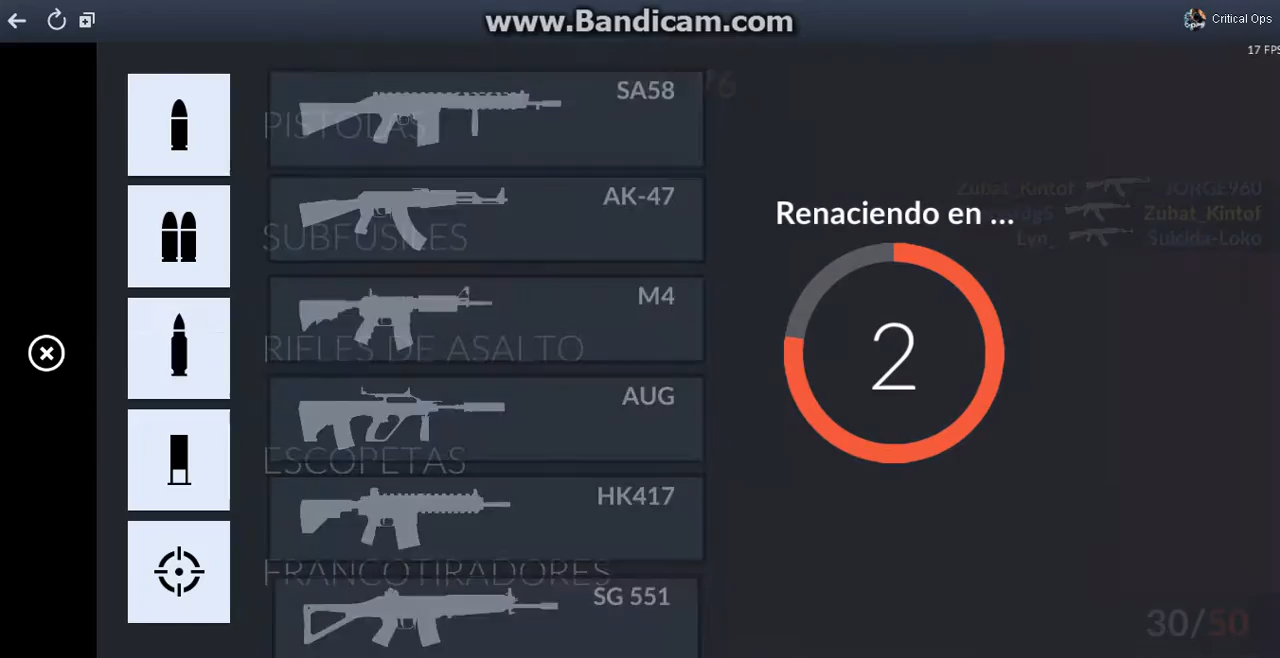 www.Bandicam.com
Critical Ops
17 FPS
SA58
PISTOLAS
AK-47
SUBFUSILES
M4
RIFLES DE ASALTO
AUG
ESCOPETAS
HK417
FRANCOTIRADORES
SG 551
Renaciendo en ...
2
Zubat_Kintof JORGE960
Zubat_Kintof
Lyn_ Suicida-Loko
30/50